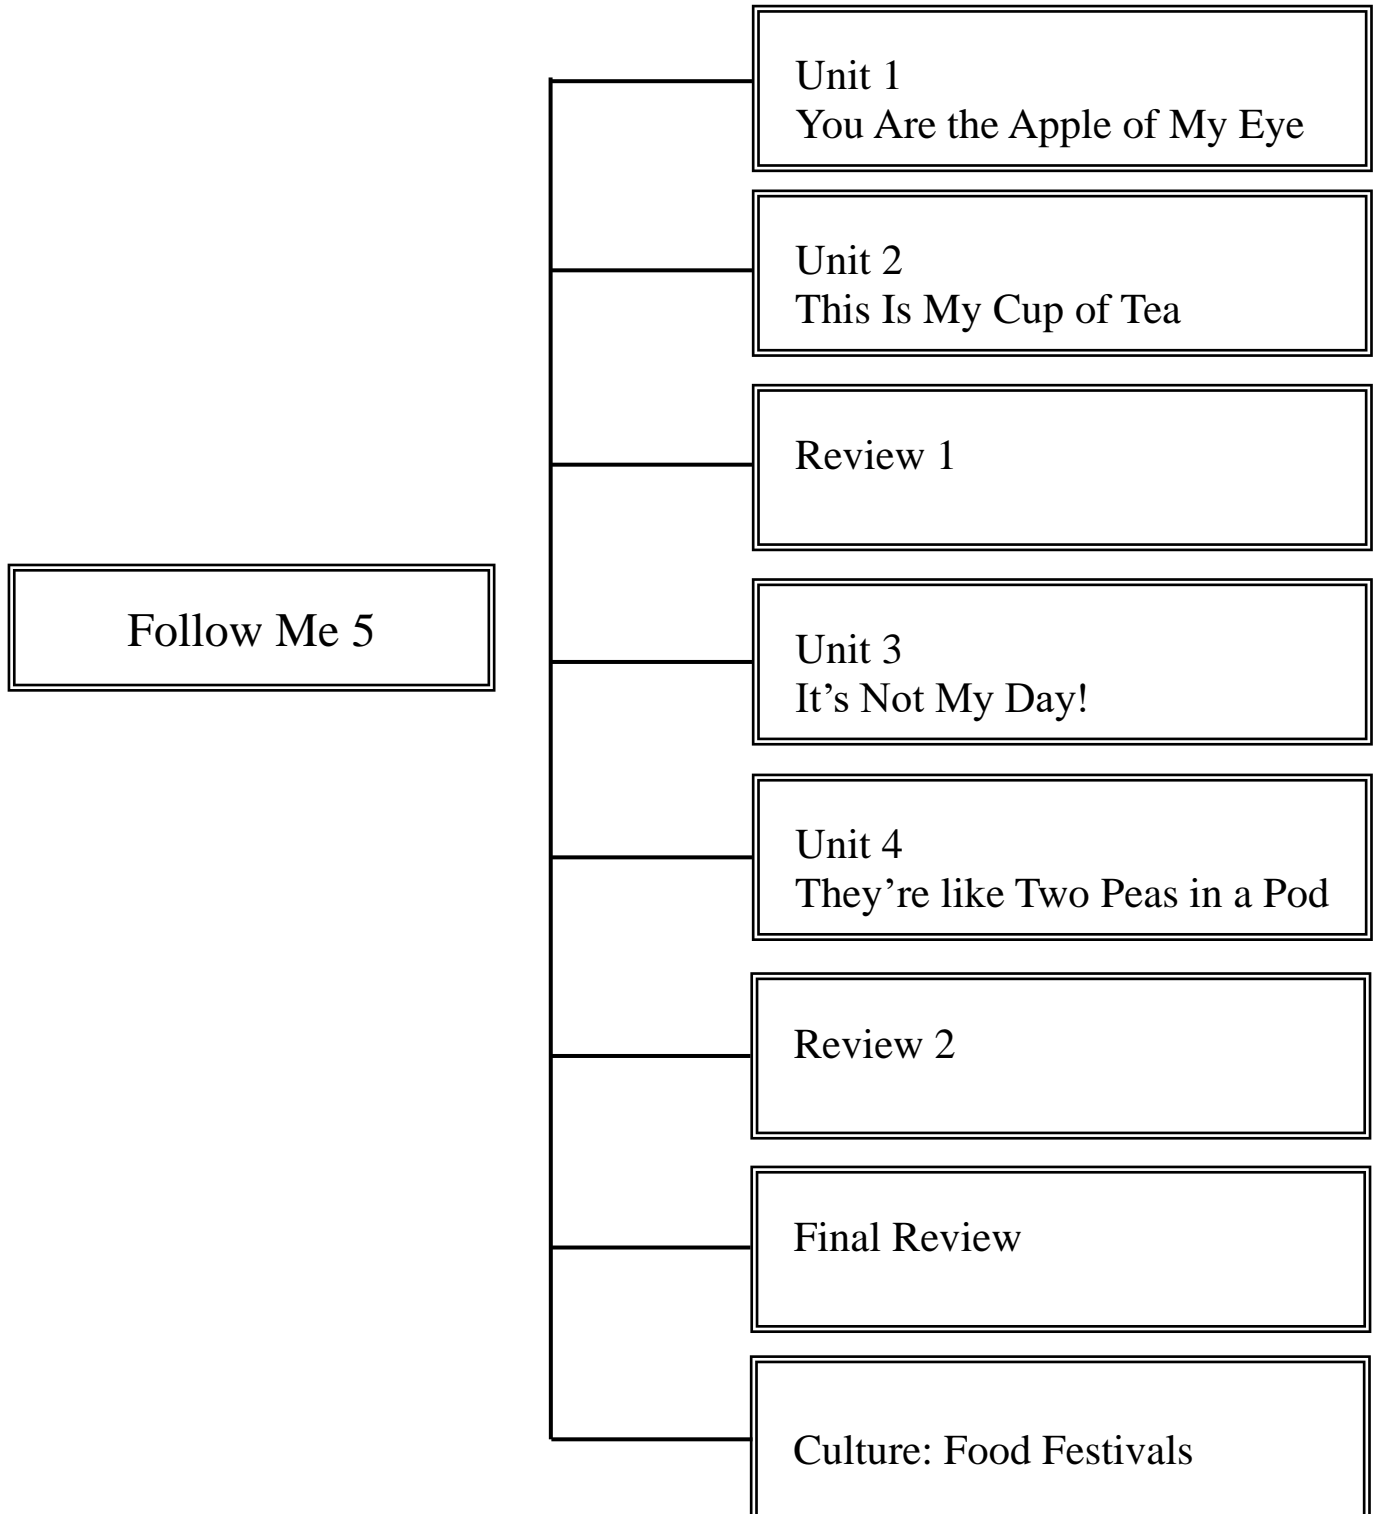 Unit 1
You Are the Apple of My Eye
Unit 2
This Is My Cup of Tea
Review 1
Follow Me 5
Unit 3
It’s Not My Day!
Unit 4
They’re like Two Peas in a Pod
Review 2
Final Review
Culture: Food Festivals